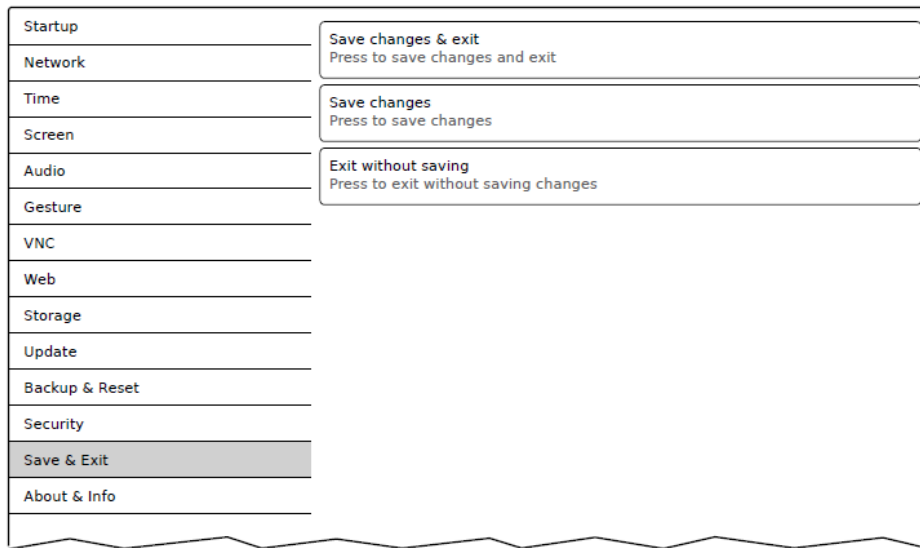 Startup
Network
Time
Screen
Audio
Gesture
VNC
Web
Storage
Update
Backup & Reset
Security
Save & Exit
About & Info
Save changes & exit
Press to save changes and exit
Save changes
Press to save changes
Exit without saving
Press to exit without saving changes